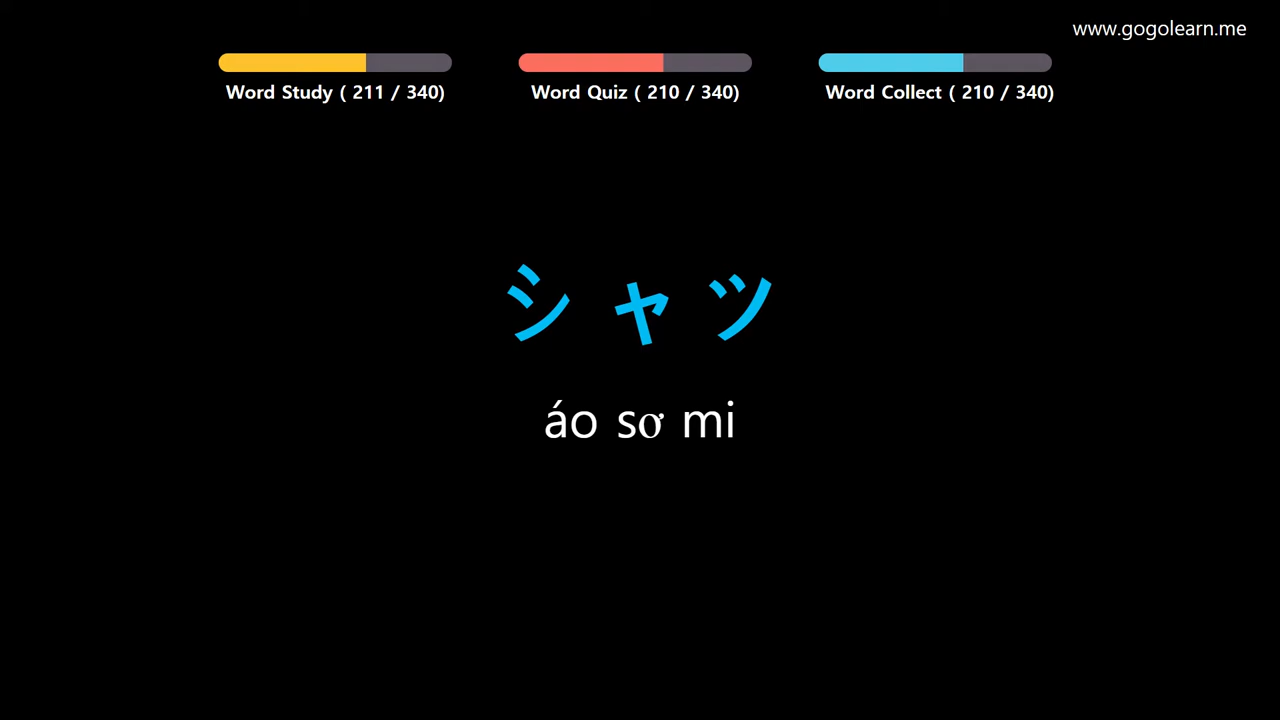 www.gogolearn.me
Word Study ( 211 / 340)
Word Quiz ( 210 / 340)
Word Collect ( 210 / 340)
シャツ
áo sơ mi